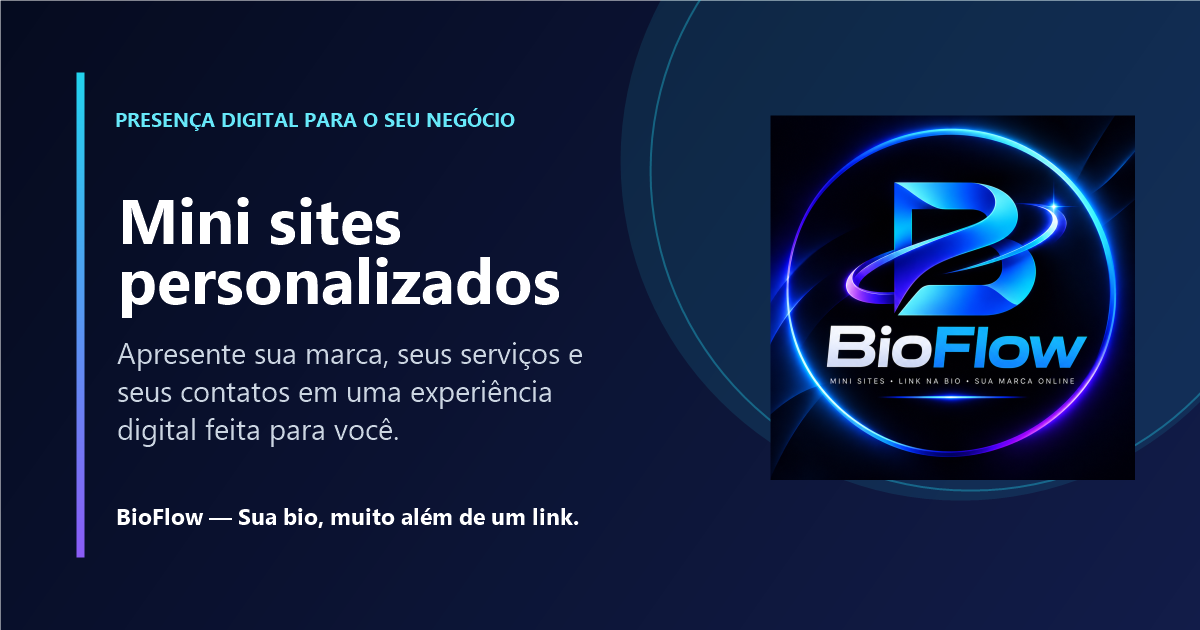 PRESENÇA DIGITAL PARA O SEU NEGÓCIO
Mini sites
personalizados
Apresente sua marca, seus serviços e
seus contatos em uma experiência
digital feita para você.
BioFlow — Sua bio, muito além de um link.
BioFlow
MINI SITES • LINK NA BIO • SUA MARCA ONLINE